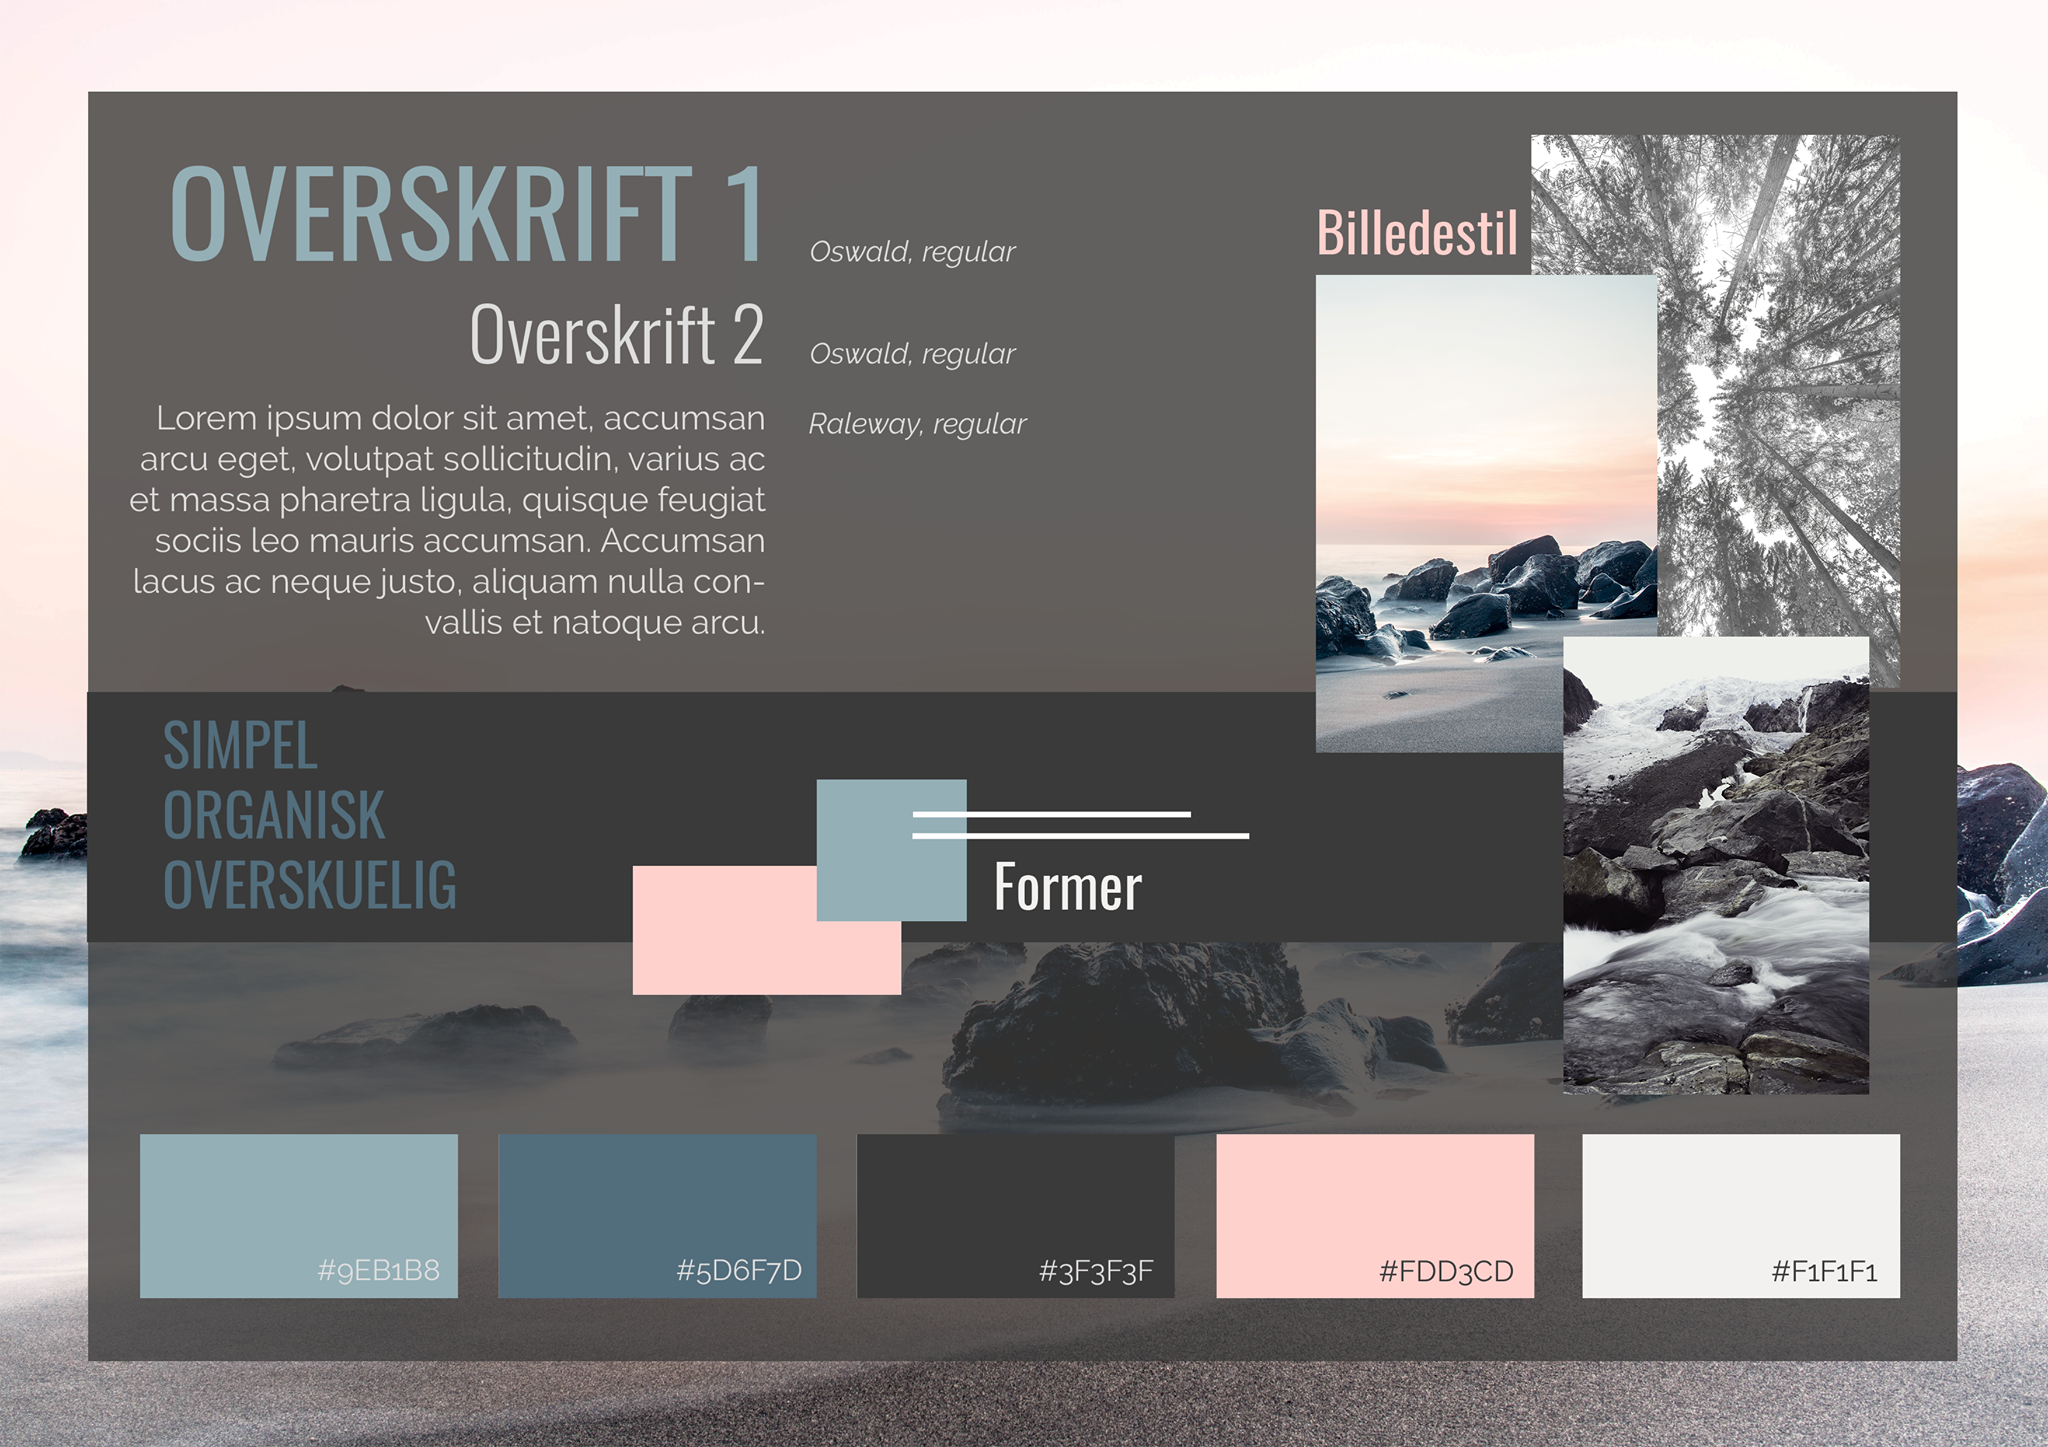 OVERSKRIFT 1
Oswald, regular
Overskrift 2
Oswald, regular
Lorem ipsum dolor sit amet, accumsan
arcu eget, volutpat sollicitudin, varius ac
et massa pharetra ligula, quisque feugiat
sociis leo mauris accumsan. Accumsan
lacus ac neque justo, aliquam nulla con-
vallis et natoque arcu.
Raleway, regular
Billedestil
SIMPEL
ORGANISK
OVERSKUELIG
Former
#9EB1B8
#5D6F7D
#3F3F3F
#FDD3CD
#F1F1F1